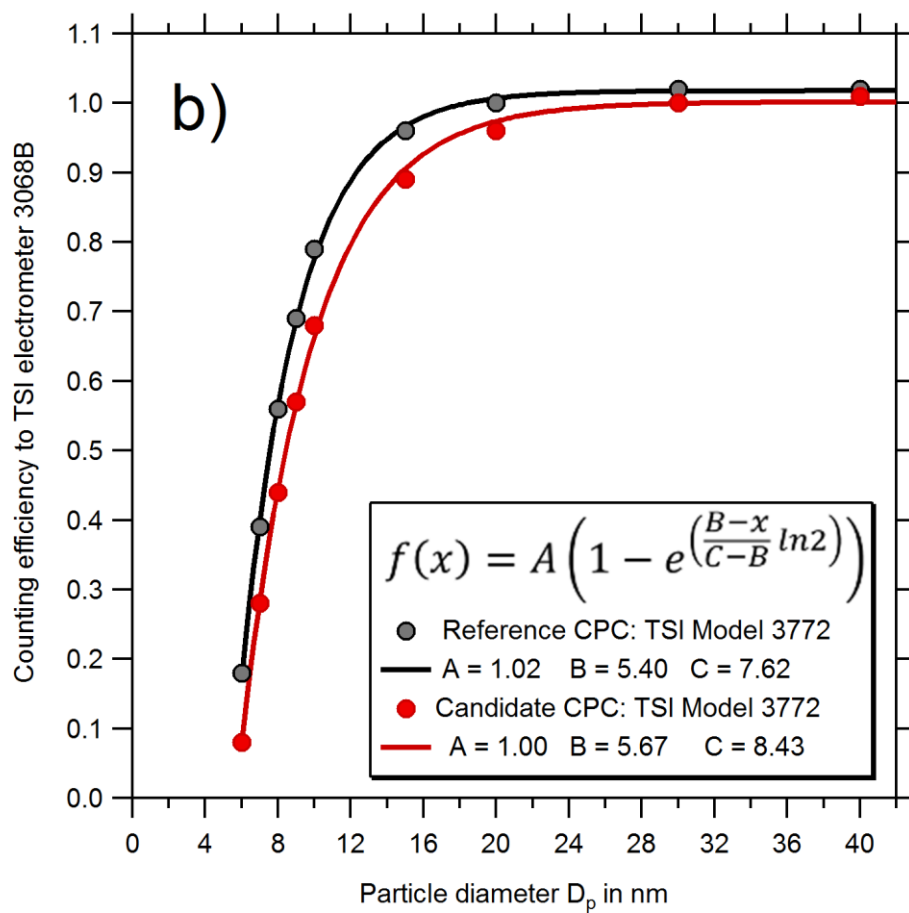 b)
Counting efficiency to TSI electrometer 3068B
1.1
1.0
0.9
0.8
0.7
0.6
0.5
0.4
0.3
0.2
0.1
0.0
f(x) = A(1 − e^((B−x)/(C−B) ln2))
Reference CPC: TSI Model 3772
A = 1.02 B = 5.40 C = 7.62
Candidate CPC: TSI Model 3772
A = 1.00 B = 5.67 C = 8.43
0 4 8 12 16 20 24 28 32 36 40
Particle diameter Dp in nm